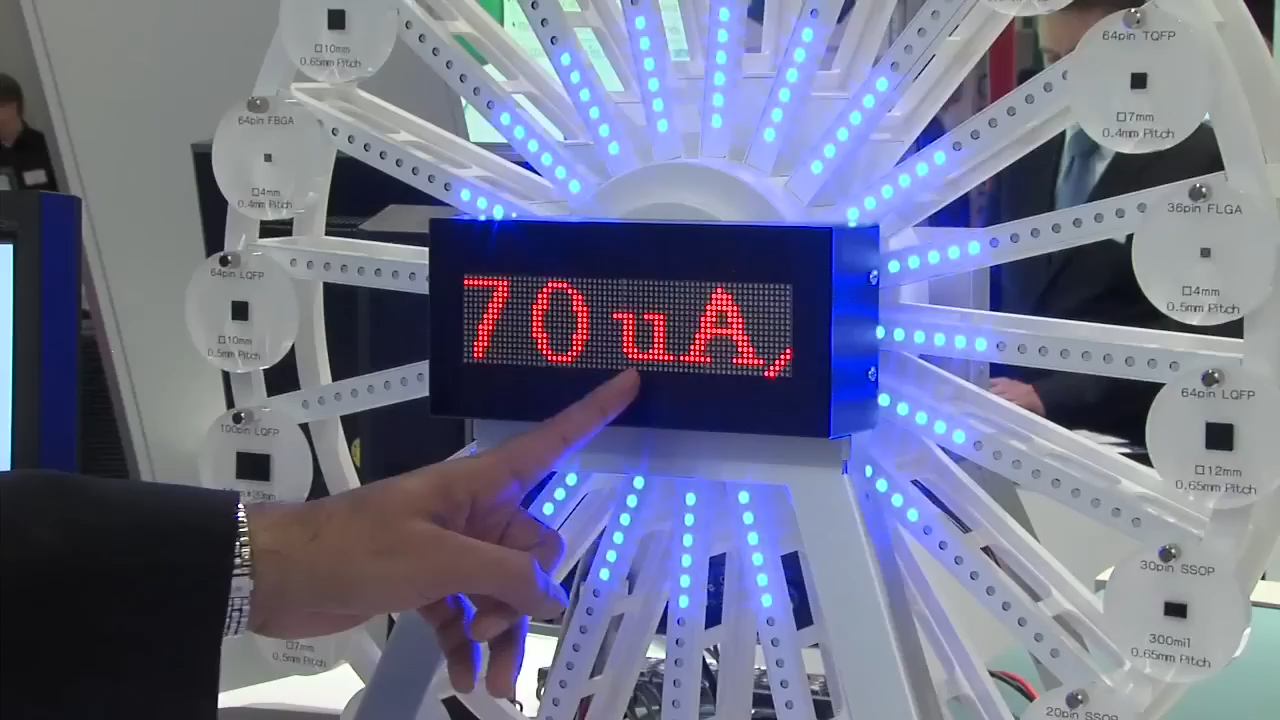 □10mm
0.65mm Pitch
64pin FBGA
□4mm
0.4mm Pitch
64pin LQFP
□10mm
0.5mm Pitch
100pin LQFP
□7mm
0.5mm Pitch
70uA,
64pin TQFP
□7mm
0.4mm Pitch
36pin FLGA
□4mm
0.5mm Pitch
64pin LQFP
□12mm
0.65mm Pitch
30pin SSOP
300mil
0.65mm Pitch
20pin SSOP